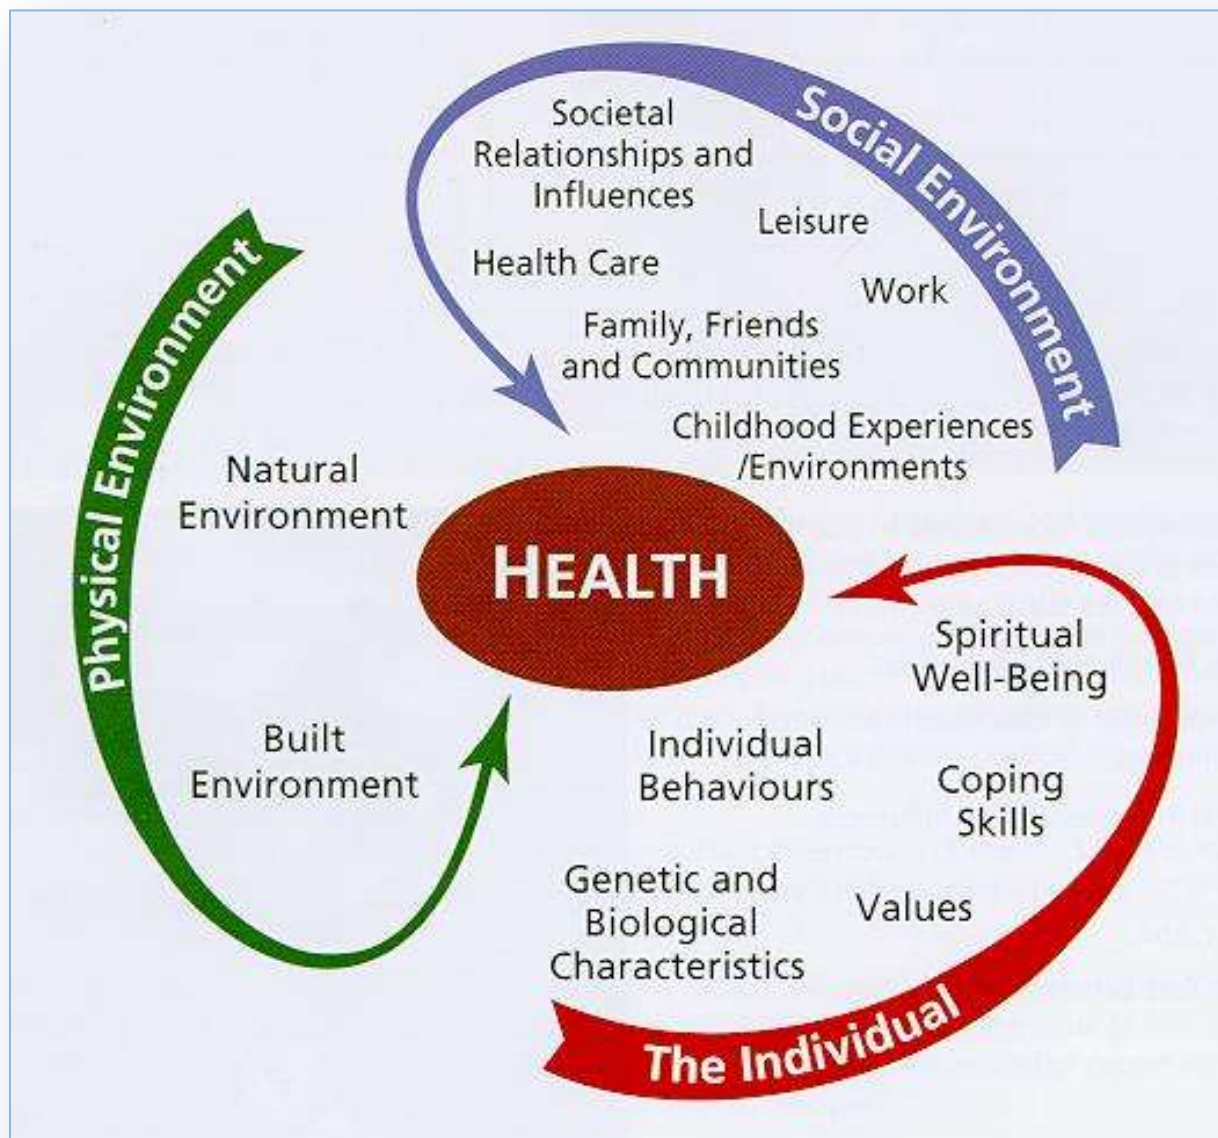 Social Environment
Societal
Relationships and
Influences
Leisure
Health Care
Work
Family, Friends
and Communities
Childhood Experiences
/Environments
Physical Environment
Natural
Environment
Built
Environment
HEALTH
Spiritual
Well-Being
Individual
Behaviours
Coping
Skills
Genetic and
Biological
Characteristics
Values
The Individual